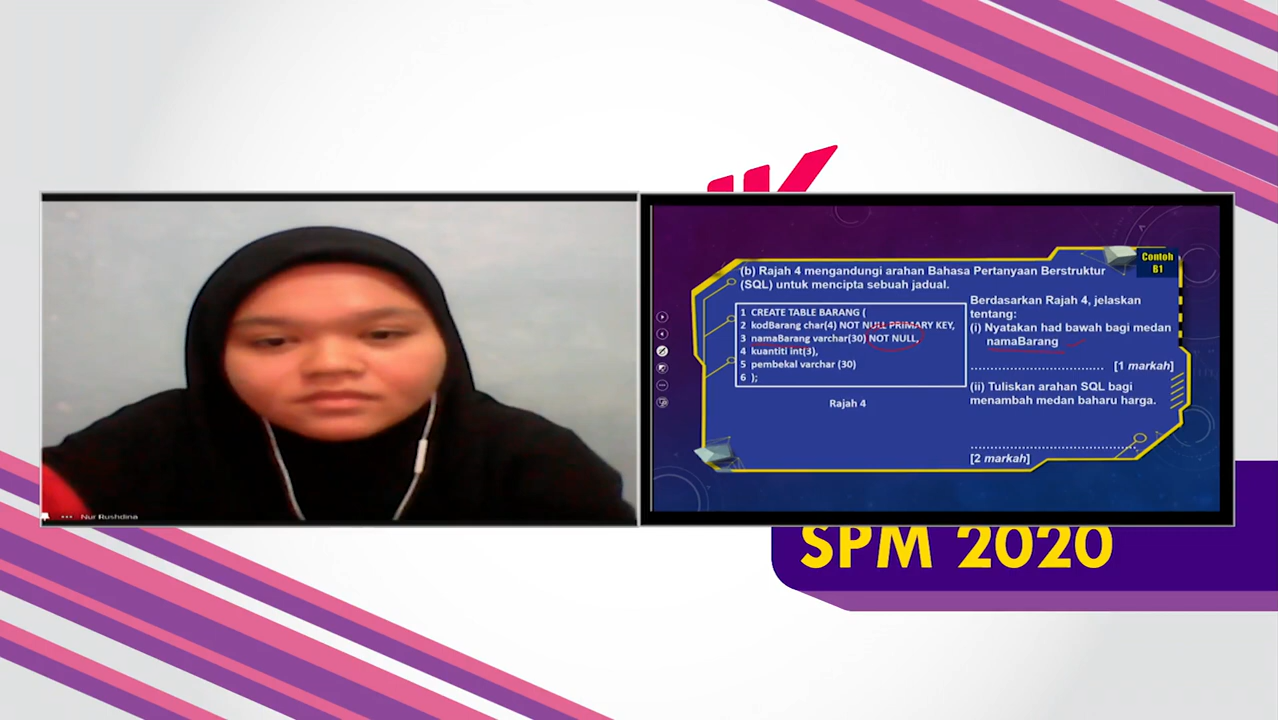 Nur Rushdina
Contoh
B1
(b) Rajah 4 mengandungi arahan Bahasa Pertanyaan Berstruktur
(SQL) untuk mencipta sebuah jadual.
1 CREATE TABLE BARANG (
2 kodBarang char(4) NOT NULL PRIMARY KEY,
3 namaBarang varchar(30) NOT NULL,
4 kuantiti int(3),
5 pembekal varchar (30)
6 );
Rajah 4
Berdasarkan Rajah 4, jelaskan
tentang:
(i) Nyatakan had bawah bagi medan
namaBarang
................................. [1 markah]
(ii) Tuliskan arahan SQL bagi
menambah medan baharu harga.
........................................
[2 markah]
SPM 2020